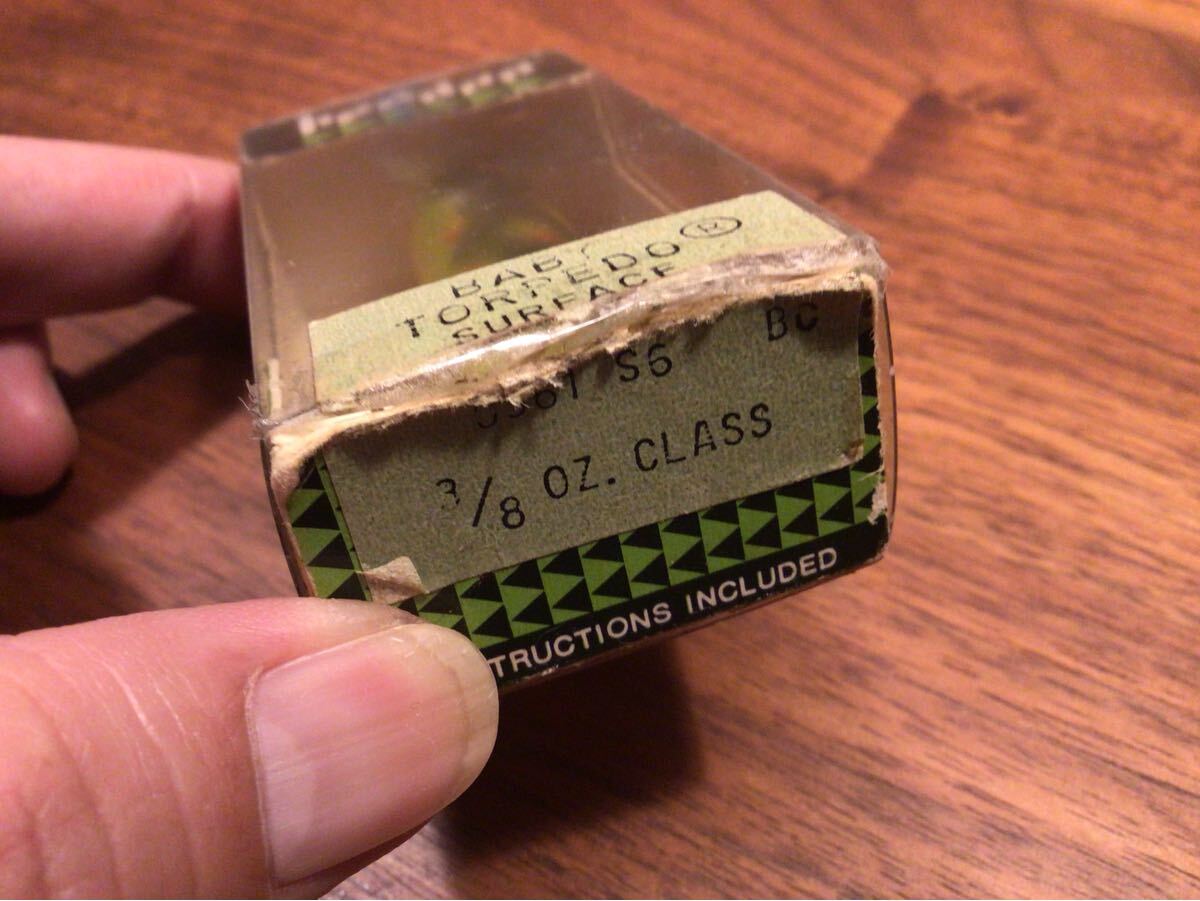 BABY
TORPEDO®
SURFACE
S6 BC
3/8 OZ. CLASS
TRUCTIONS INCLUDED